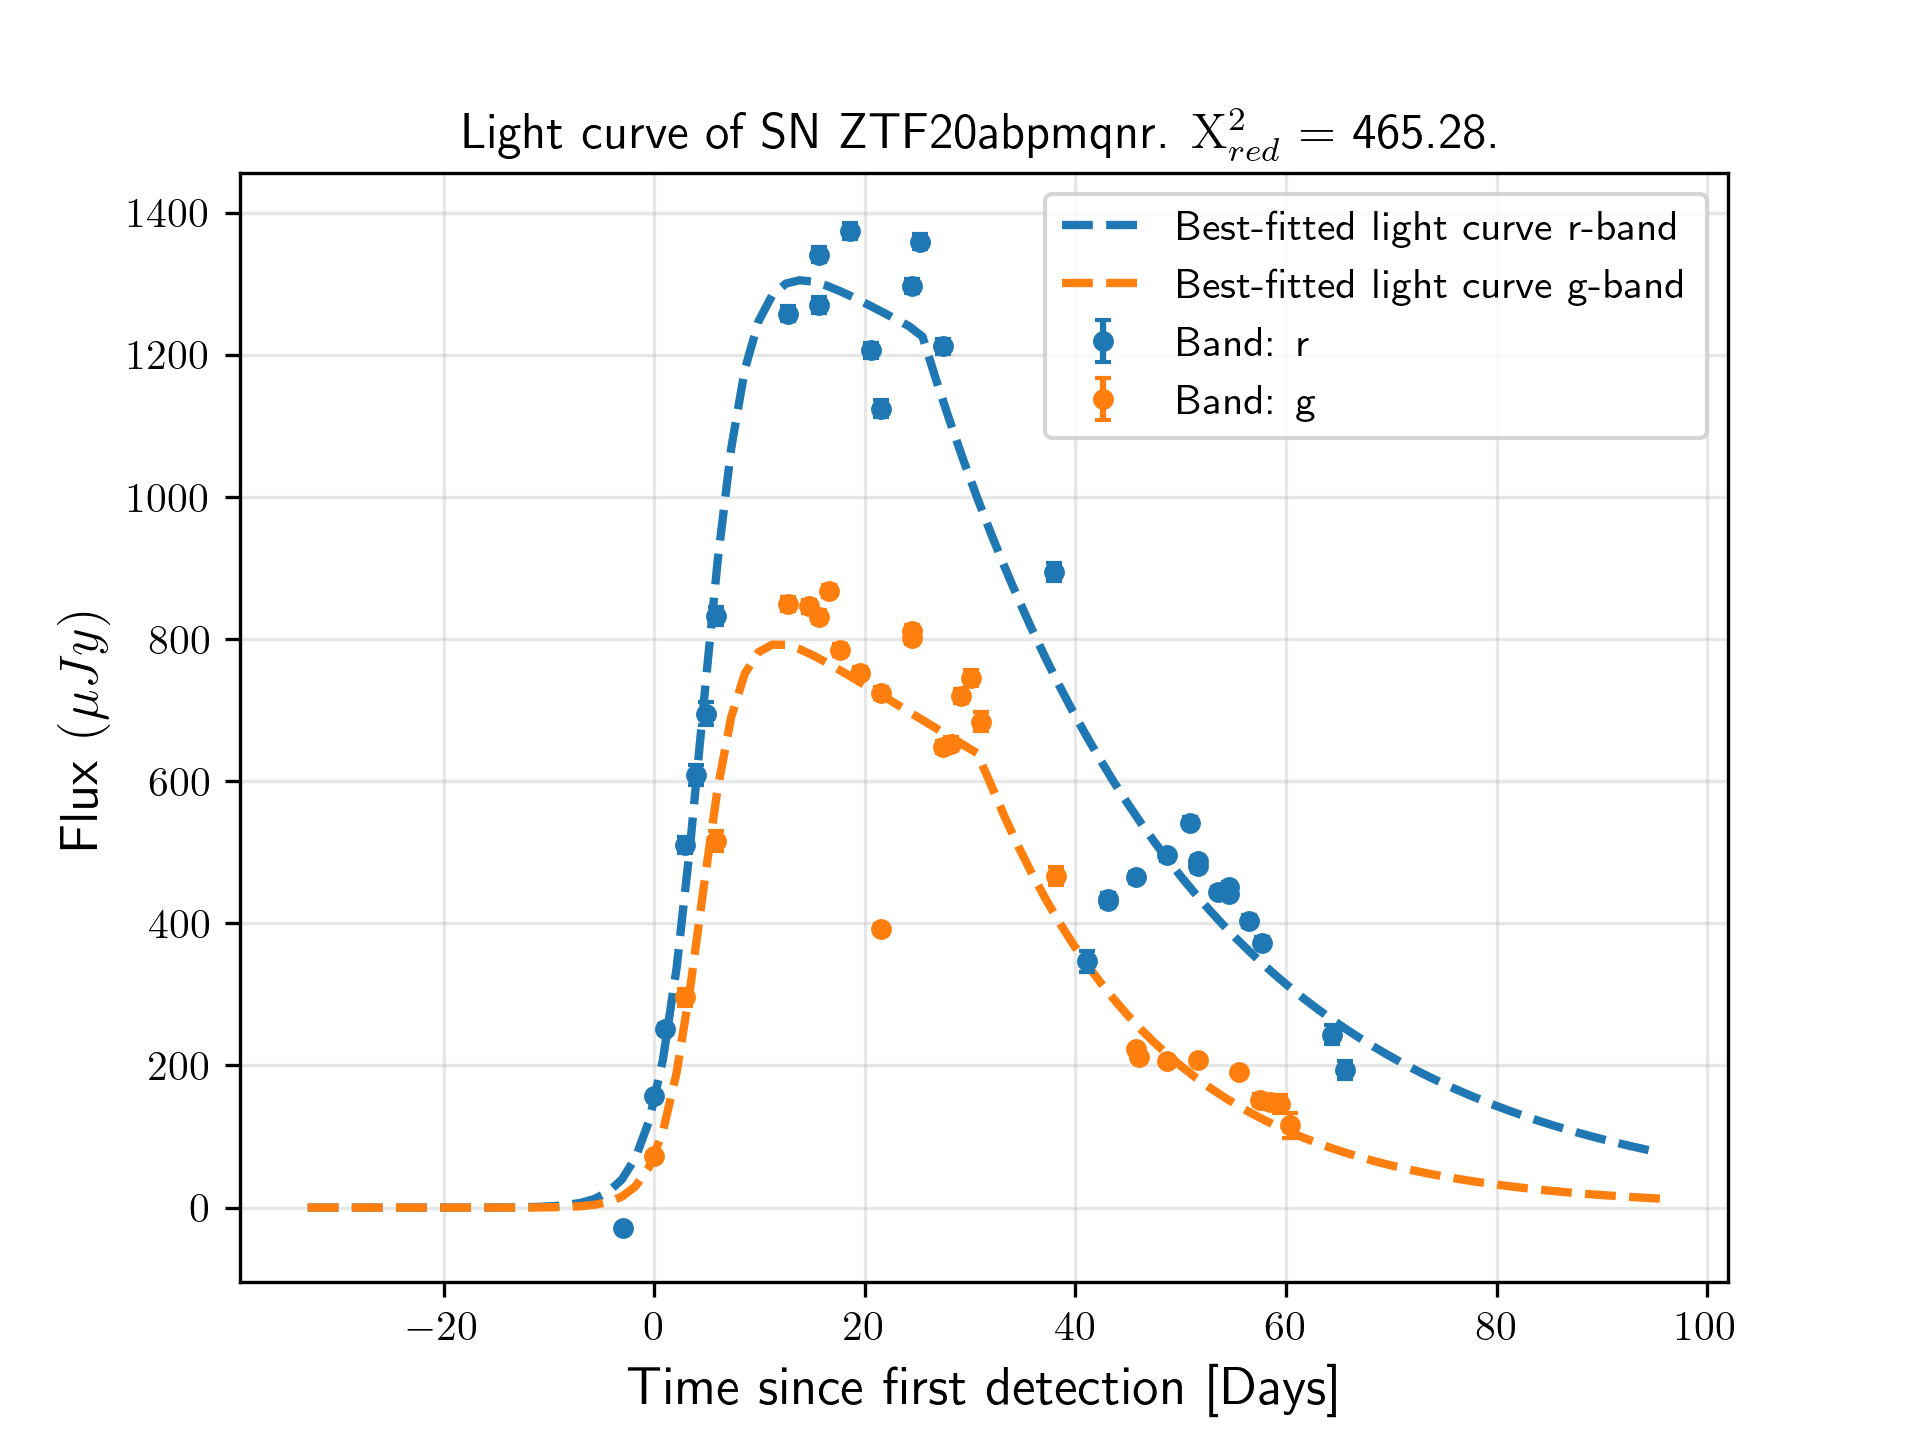 Light curve of SN ZTF20abpmqnr. X²red = 465.28.
Best-fitted light curve r-band
Best-fitted light curve g-band
Band: r
Band: g
1400
1200
1000
800
600
400
200
0
Flux (μJy)
−20 0 20 40 60 80 100
Time since first detection [Days]